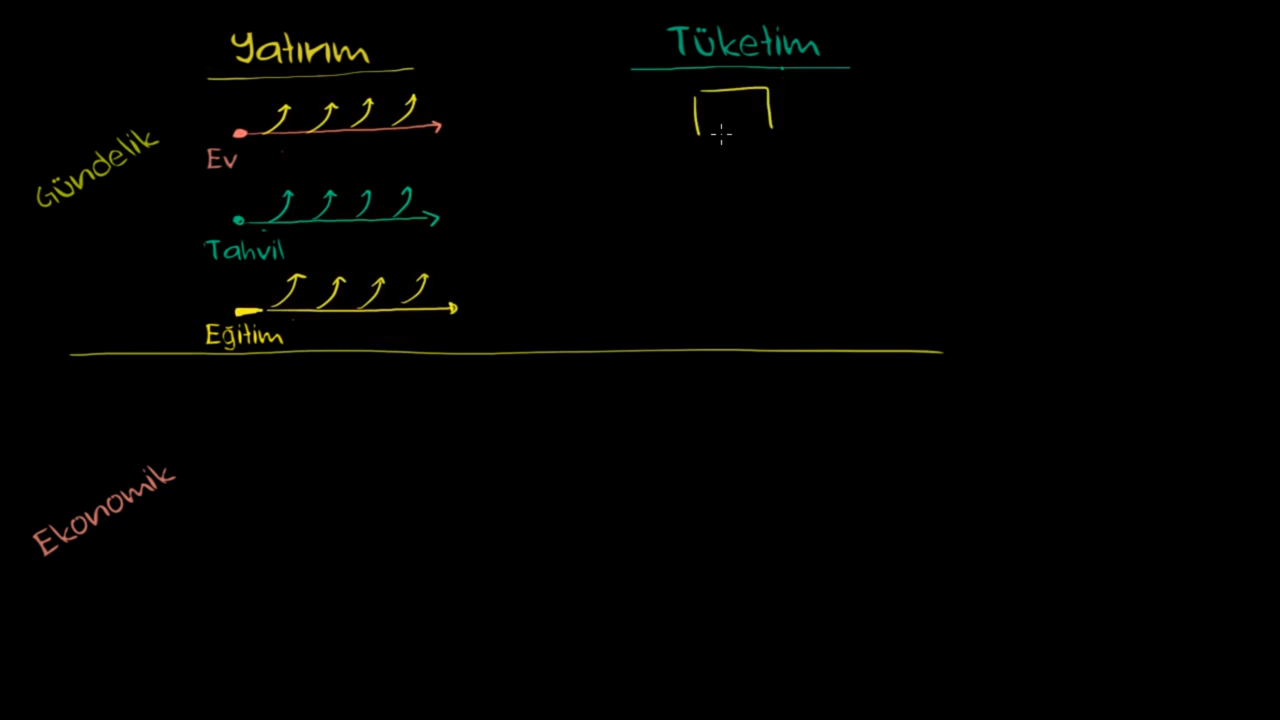 Yatırım
Tüketim
Gündelik
Ev
Tahvil
Eğitim
Ekonomik